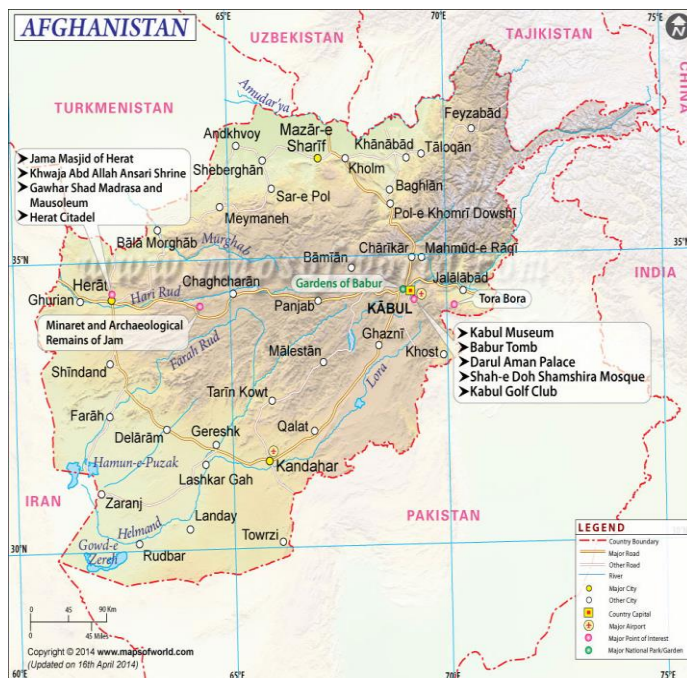 AFGHANISTAN
65°E
70°E
75°E
N
UZBEKISTAN
TAJIKISTAN
CHINA
TURKMENISTAN
Amudar'ya
Feyzabād
Andkhvoy
Mazār-e
Sharīf
Khānābād
Tāloqān
Sheberghān
Kholm
Jama Masjid of Herat
Khwaja Abd Allah Ansari Shrine
Gawhar Shad Madrasa and
Mausoleum
Herat Citadel
Sar-e Pol
Baghlān
Meymaneh
Pol-e Khomrī
Dowshī
Bālā Morghāb
Murghab
Chārīkār
Mahmūd-e Rāqī
35°N
35°N
www.mapsofworld.com
Bāmīān
INDIA
Herāt
Hari Rud
Chaghcharān
Gardens of Babur
Jalālābād
Ghurian
Panjab
KĀBUL
Tora Bora
Minaret and Archaeological
Remains of Jam
Farah Rud
Ghaznī
Kabul Museum
Babur Tomb
Darul Aman Palace
Shah-e Doh Shamshira Mosque
Kabul Golf Club
Mālestān
Khost
Shīndand
Lora
Tarīn Kowt
Farāh
Delārām
Gereshk
Qalat
Hamun-e-Puzak
Kandahar
Lashkar Gah
IRAN
Zaranj
PAKISTAN
Helmand
Landay
Towrzi
30°N
Gowd-e
Zereh
Rudbar
LEGEND
Country Boundary
Major Road
Other Road
River
Major City
Other City
Country Capital
Major Airport
Major Point of Interest
Major National Park/Garden
0 45 90 Km
0 45 Miles
Copyright © 2014 www.mapsofworld.com
(Updated on 16th April 2014)
60°E
65°E
70°E
75°E